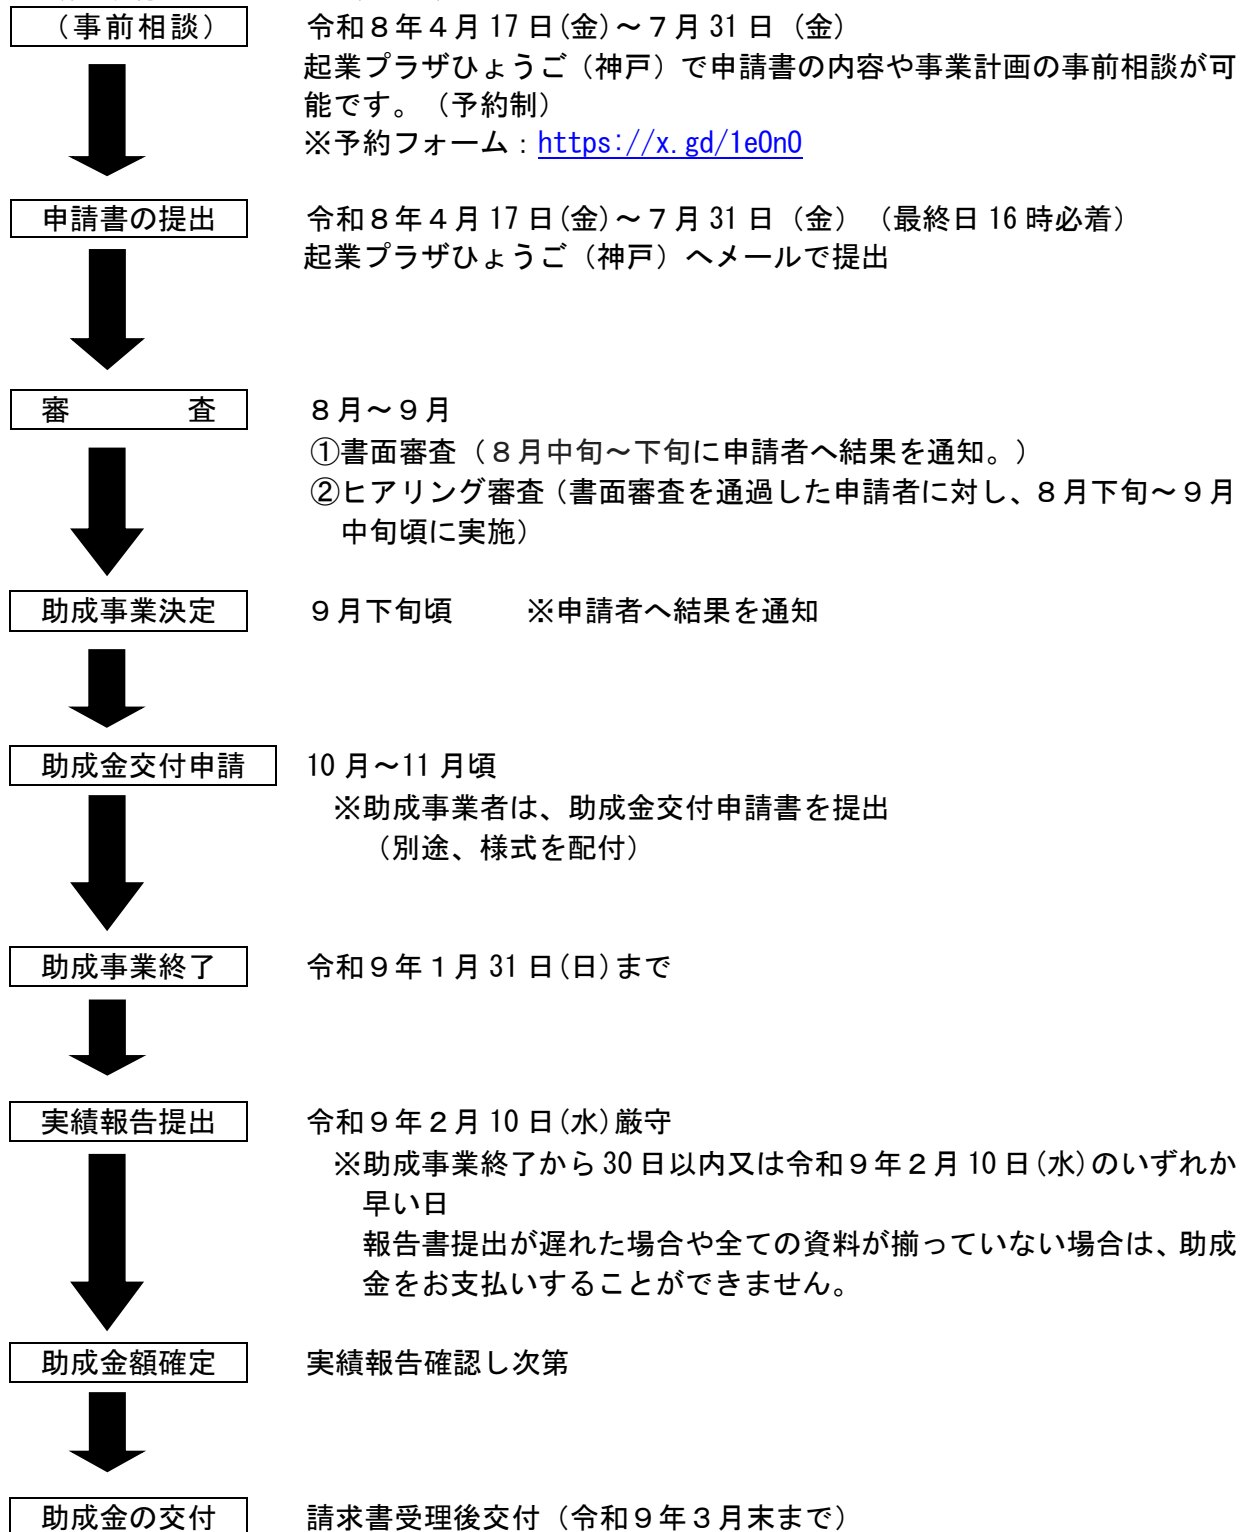 （事前相談）　令和８年４月 17 日(金)～７月 31 日（金）
起業プラザひょうご（神戸）で申請書の内容や事業計画の事前相談が可
能です。（予約制）
※予約フォーム：https://x.gd/1e0n0
申請書の提出　令和８年４月 17 日(金)～７月 31 日（金）（最終日 16 時必着）
起業プラザひょうご（神戸）へメールで提出
審　　　　査　８月～９月
①書面審査（８月中旬～下旬に申請者へ結果を通知。）
②ヒアリング審査（書面審査を通過した申請者に対し、８月下旬～９月
中旬頃に実施）
助成事業決定　９月下旬頃　　※申請者へ結果を通知
助成金交付申請　10 月～11 月頃
※助成事業者は、助成金交付申請書を提出
（別途、様式を配付）
助成事業終了　令和９年１月 31 日(日)まで
実績報告提出　令和９年２月 10 日(水)厳守
※助成事業終了から 30 日以内又は令和９年２月 10 日(水)のいずれか
早い日
報告書提出が遅れた場合や全ての資料が揃っていない場合は、助成
金をお支払いすることができません。
助成金額確定　実績報告確認し次第
助成金の交付　請求書受理後交付（令和９年３月末まで）